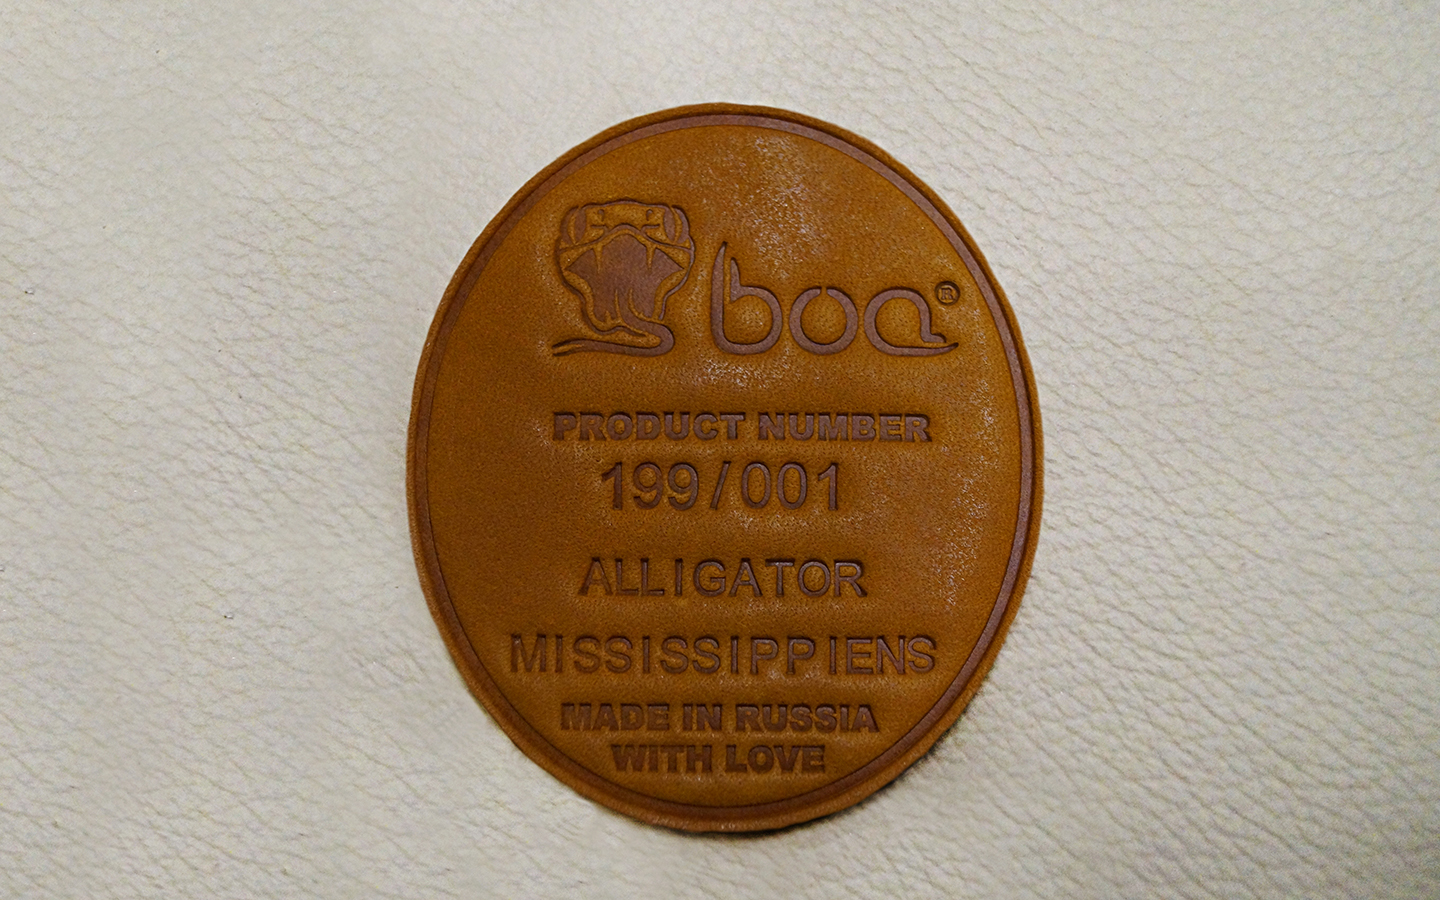 boa®
PRODUCT NUMBER
199/001
ALLIGATOR
MISSISSIPPIENS
MADE IN RUSSIA
WITH LOVE